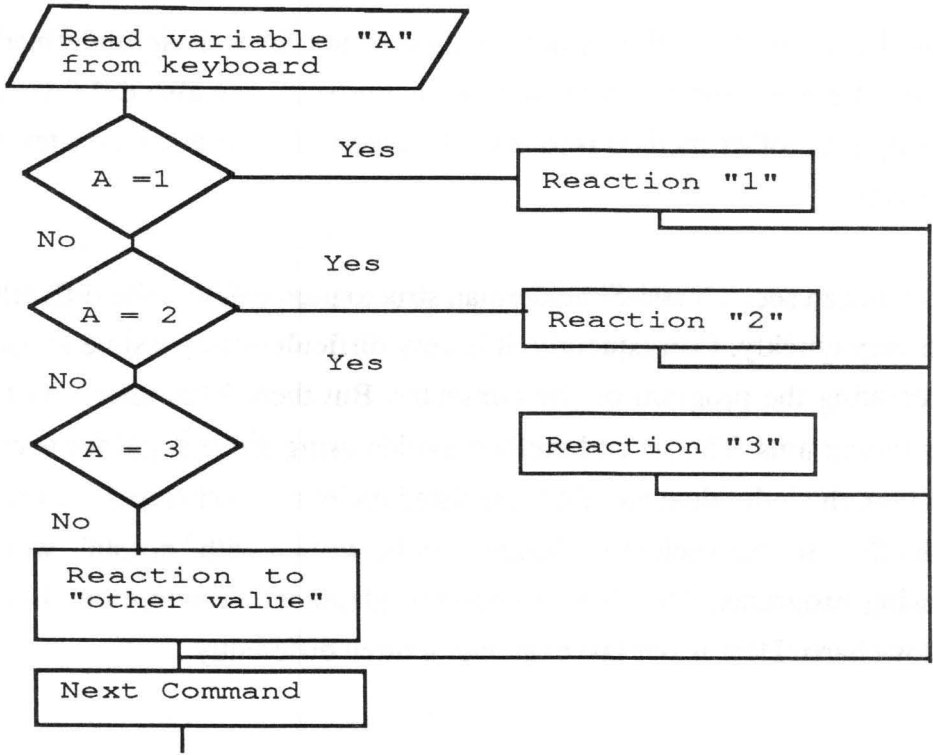 Read variable "A"
from keyboard
A =1
Yes
Reaction "1"
No
A = 2
Yes
Reaction "2"
No
Yes
A = 3
Reaction "3"
No
Reaction to
"other value"
Next Command